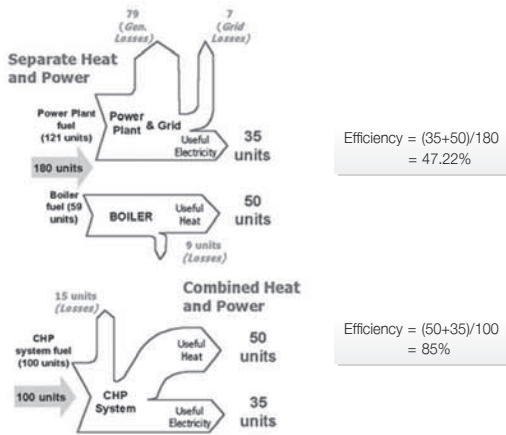 79
(Gen.
Losses)
7
(Grid
Losses)
Separate Heat
and Power
Power Plant
fuel
(121 units)
Power
Plant & Grid
Useful
Electricity
35
units
180 units
Efficiency = (35+50)/180
= 47.22%
Boiler
fuel (59
units)
BOILER
Useful
Heat
50
units
9 units
(Losses)
Combined Heat
and Power
15 units
(Losses)
CHP
system fuel
(100 units)
Useful
Heat
50
units
Efficiency = (50+35)/100
= 85%
100 units
CHP
System
Useful
Electricity
35
units